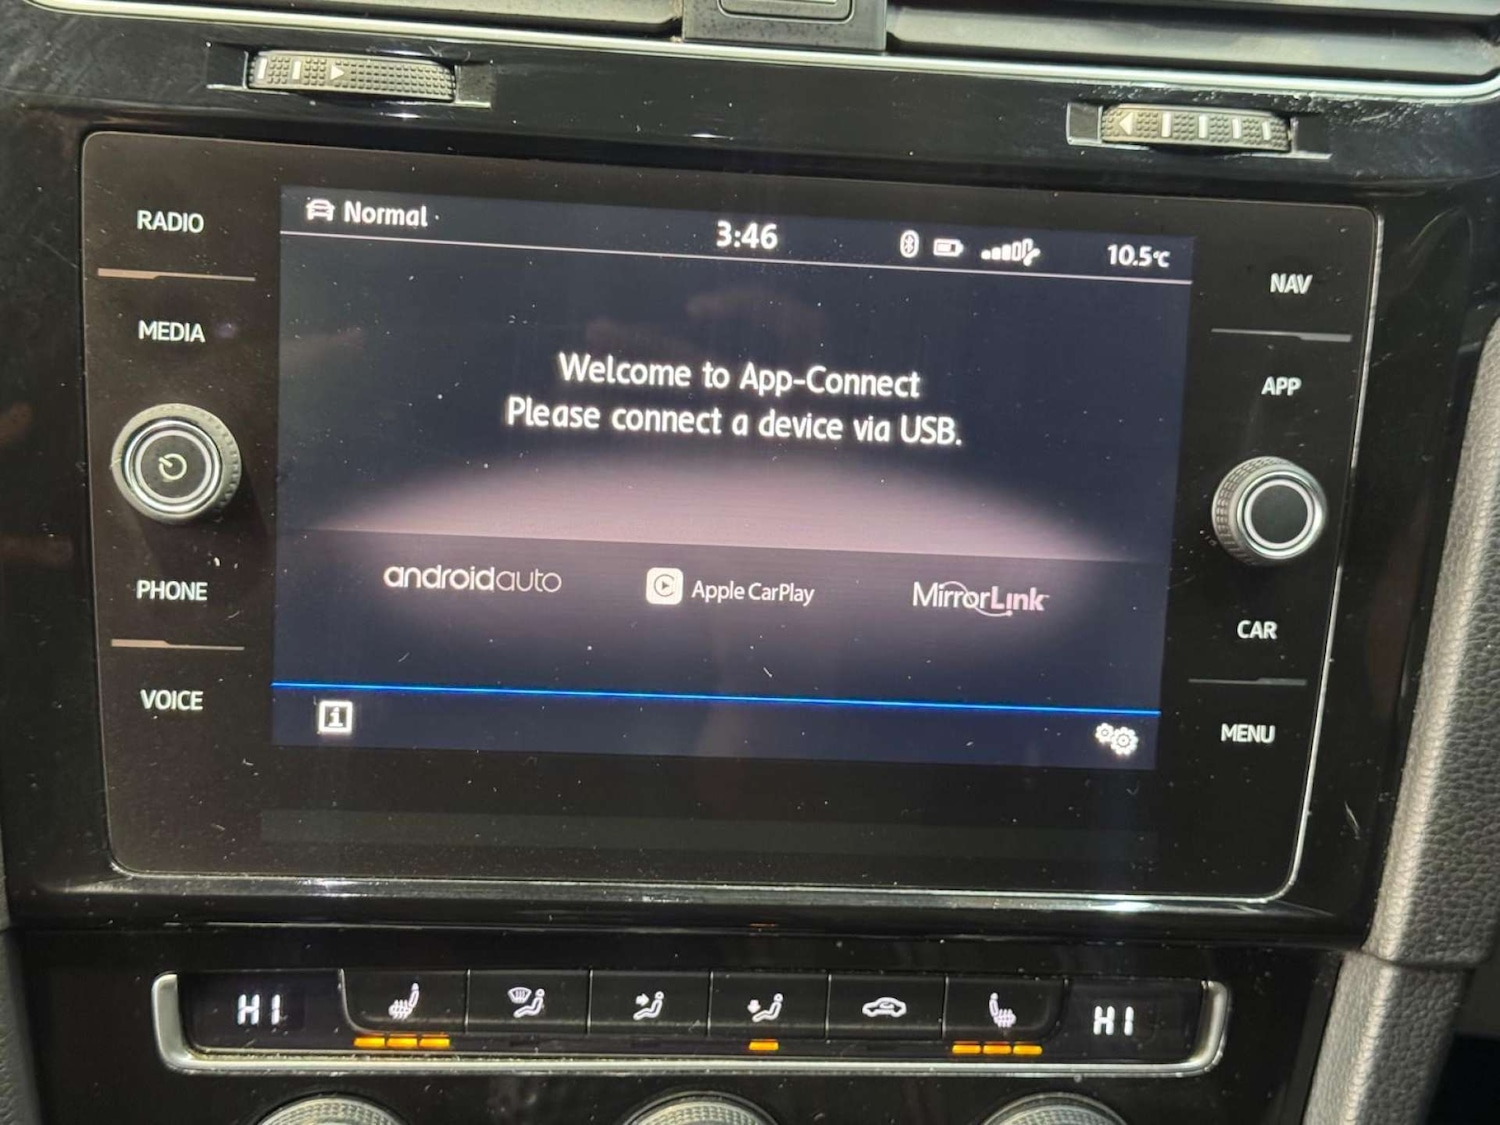 RADIO
MEDIA
PHONE
VOICE
Normal
3:46
10.5°C
Welcome to App-Connect
Please connect a device via USB.
androidauto
Apple CarPlay
MirrorLink
i
NAV
APP
CAR
MENU
HI
HI